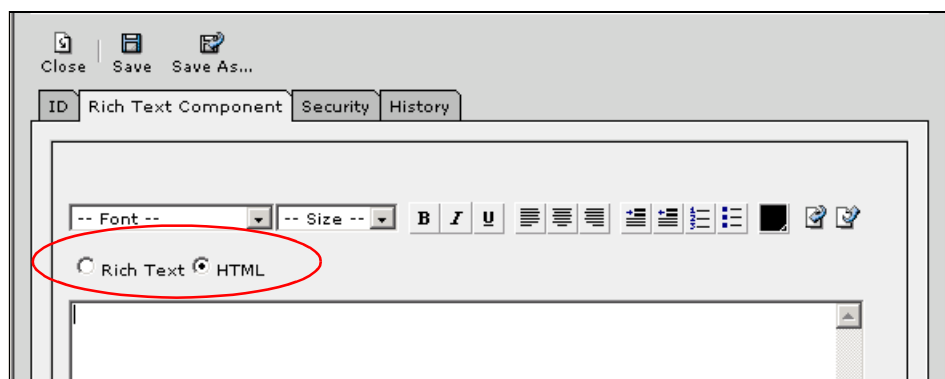 Close Save Save As...
ID Rich Text Component Security History
-- Font -- -- Size -- B I U
Rich Text HTML